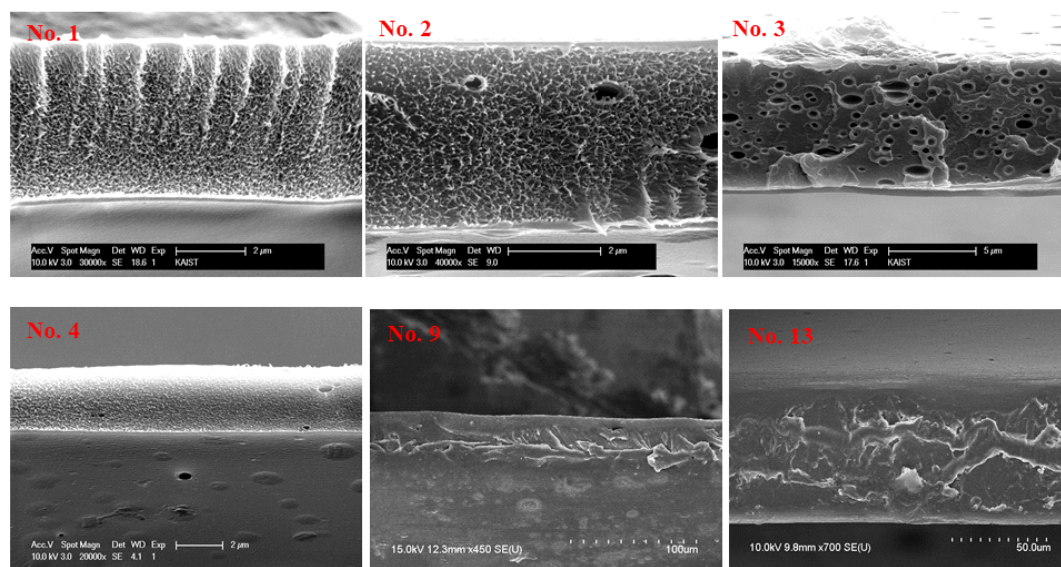 No. 1
Acc.V Spot Magn Det WD Exp 2 µm
10.0 kV 3.0 30000x SE 18.6 1 KAIST
No. 2
Acc.V Spot Magn Det WD 2 µm
10.0 kV 3.0 40000x SE 9.0
No. 3
Acc.V Spot Magn Det WD Exp 5 µm
10.0 kV 3.0 15000x SE 17.6 1
No. 4
Acc.V Spot Magn Det WD Exp 2 µm
10.0 kV 3.0 20000x SE 4.1 1
No. 9
15.0kV 12.3mm x450 SE(U) 100um
No. 13
10.0kV 9.8mm x700 SE(U) 50.0um